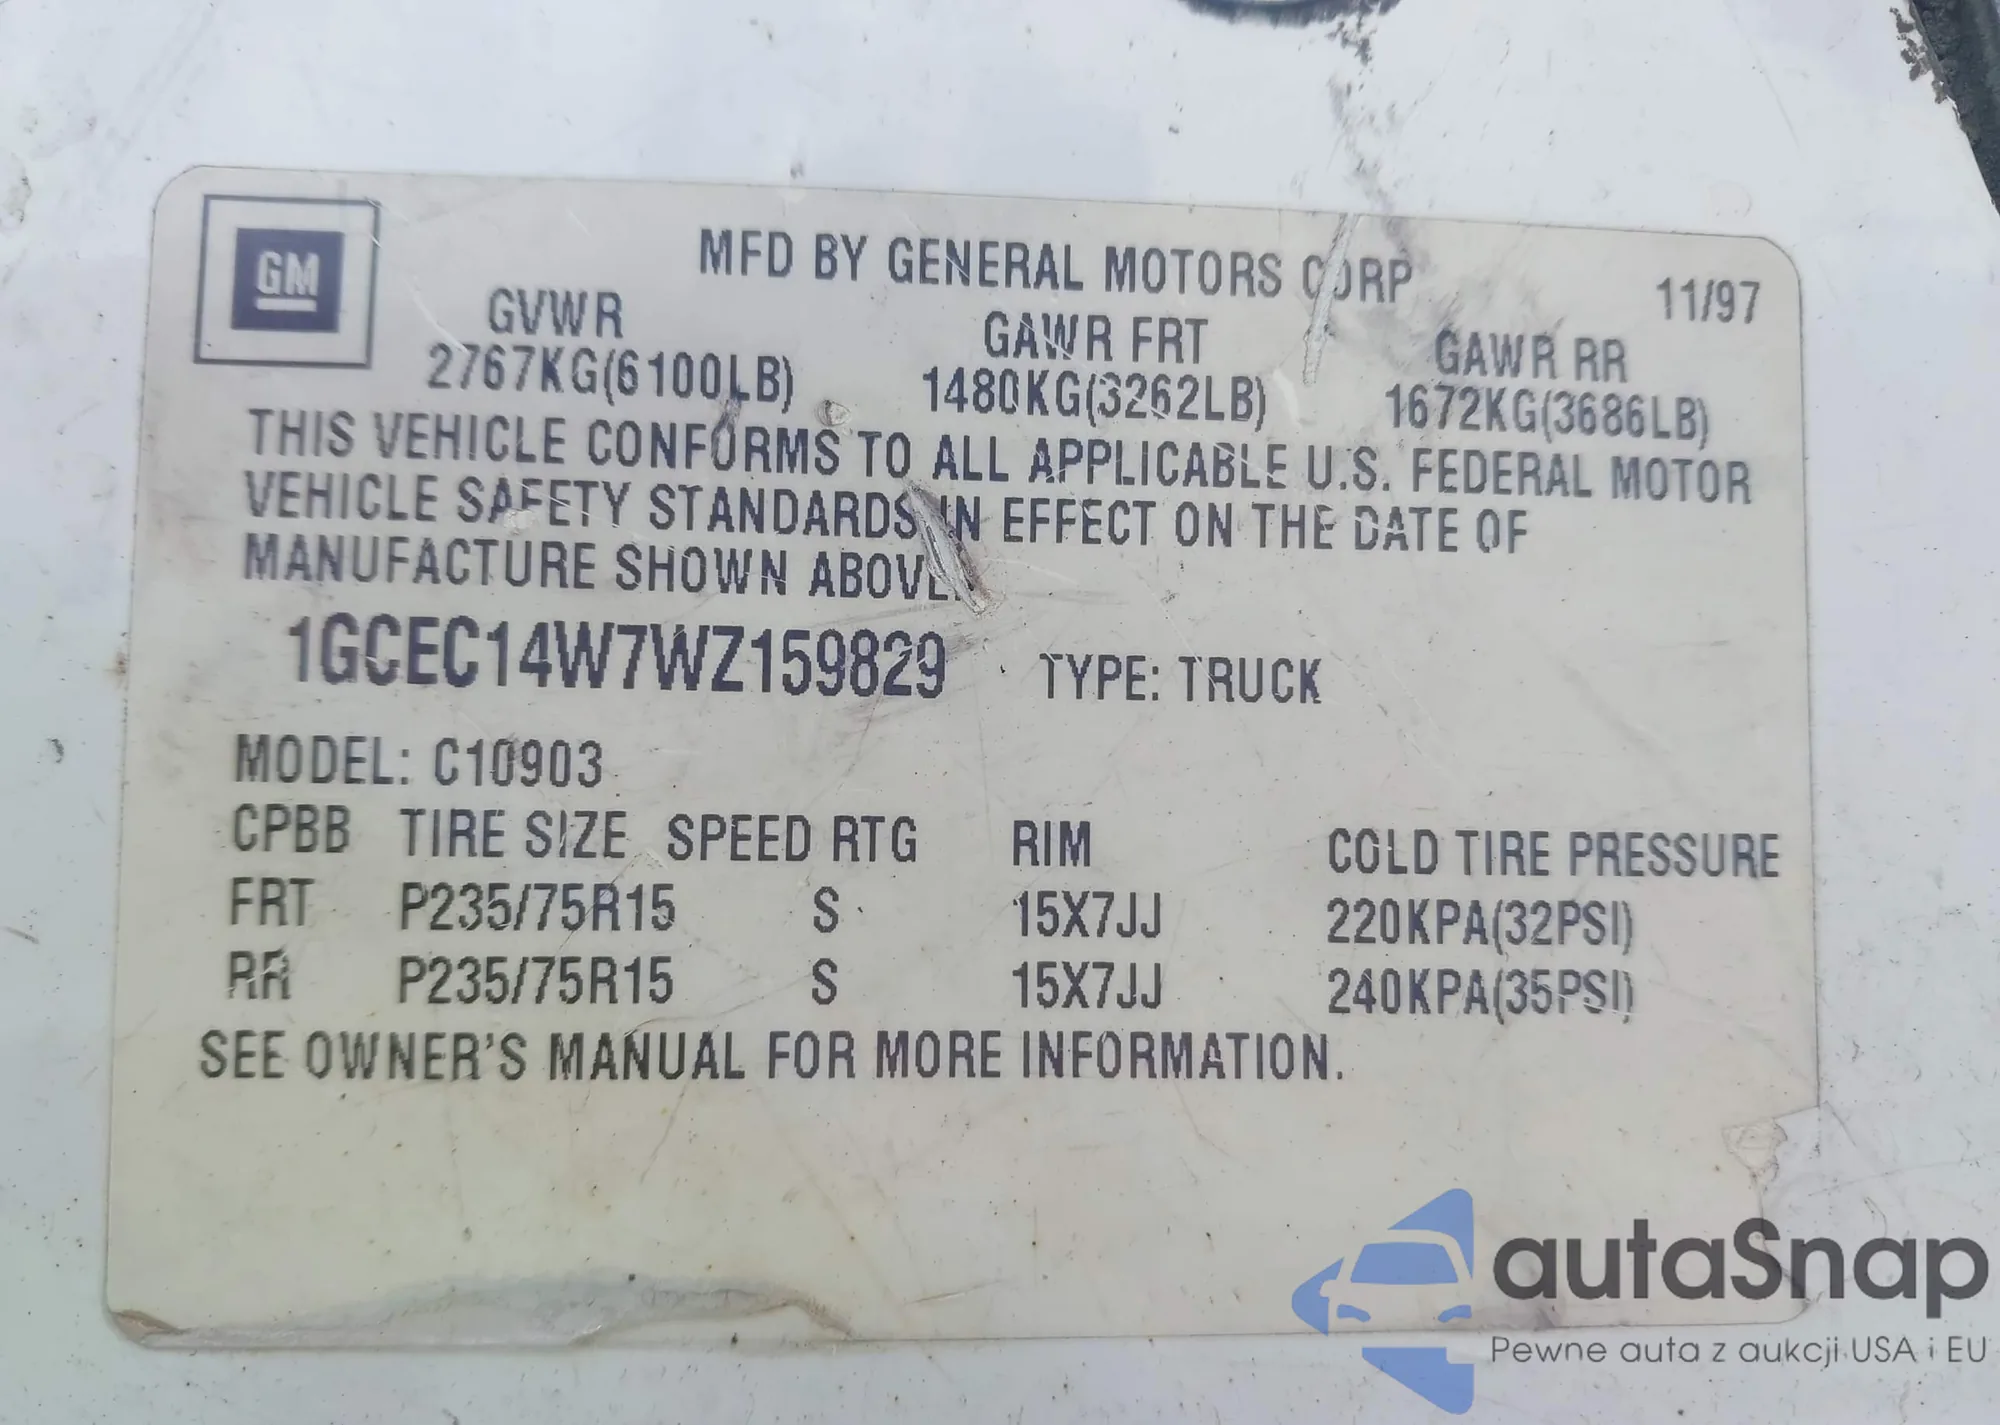 GM
MFD BY GENERAL MOTORS CORP
11/97
GVWR GAWR FRT GAWR RR
2767KG(6100LB) 1480KG(3262LB) 1672KG(3686LB)
THIS VEHICLE CONFORMS TO ALL APPLICABLE U.S. FEDERAL MOTOR
VEHICLE SAFETY STANDARDS IN EFFECT ON THE DATE OF
MANUFACTURE SHOWN ABOVE.
1GCEC14W7WZ159829 TYPE: TRUCK
MODEL: C10903
CPBB TIRE SIZE SPEED RTG RIM COLD TIRE PRESSURE
FRT P235/75R15 S 15X7JJ 220KPA(32PSI)
RR P235/75R15 S 15X7JJ 240KPA(35PSI)
SEE OWNER'S MANUAL FOR MORE INFORMATION.
autaSnap
Pewne auta z aukcji USA i EU